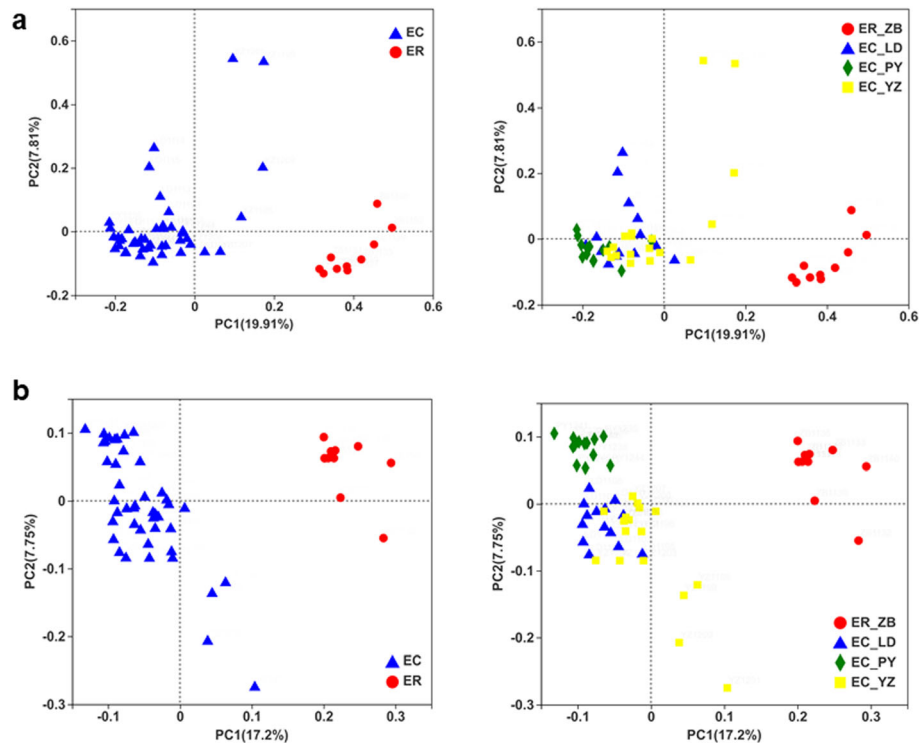 a
EC
ER
PC2(7.81%)
0.6
0.4
0.2
0
-0.2
-0.2
0
0.2
0.4
0.6
PC1(19.91%)
ER_ZB
EC_LD
EC_PY
EC_YZ
PC2(7.81%)
0.6
0.4
0.2
0
-0.2
-0.2
0
0.2
0.4
0.6
PC1(19.91%)
b
PC2(7.75%)
0.1
0
-0.1
-0.2
-0.3
EC
ER
-0.1
0
0.1
0.2
0.3
PC1(17.2%)
PC2(7.75%)
0.1
0
-0.1
-0.2
-0.3
ER_ZB
EC_LD
EC_PY
EC_YZ
-0.1
0
0.1
0.2
0.3
PC1(17.2%)